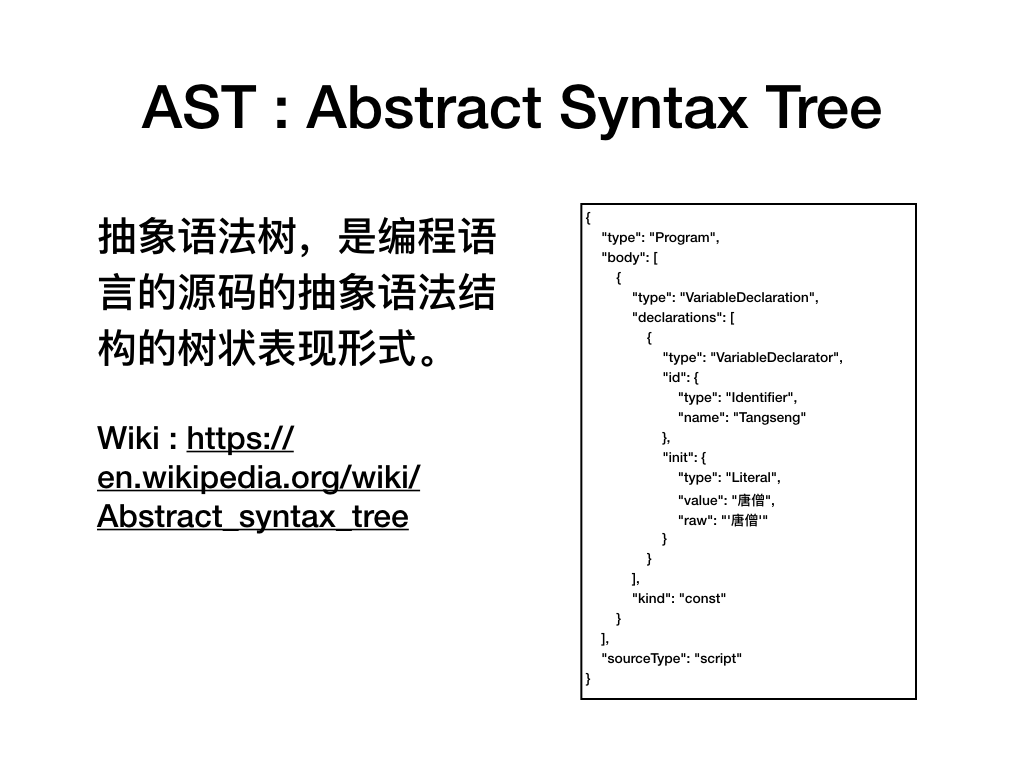 AST : Abstract Syntax Tree
抽象语法树，是编程语
言的源码的抽象语法结
构的树状表现形式。
Wiki : https://
en.wikipedia.org/wiki/
Abstract_syntax_tree
{
    "type": "Program",
    "body": [
        {
            "type": "VariableDeclaration",
            "declarations": [
                {
                    "type": "VariableDeclarator",
                    "id": {
                        "type": "Identifier",
                        "name": "Tangseng"
                    },
                    "init": {
                        "type": "Literal",
                        "value": "唐僧",
                        "raw": "'唐僧'"
                    }
                }
            ],
            "kind": "const"
        }
    ],
    "sourceType": "script"
}